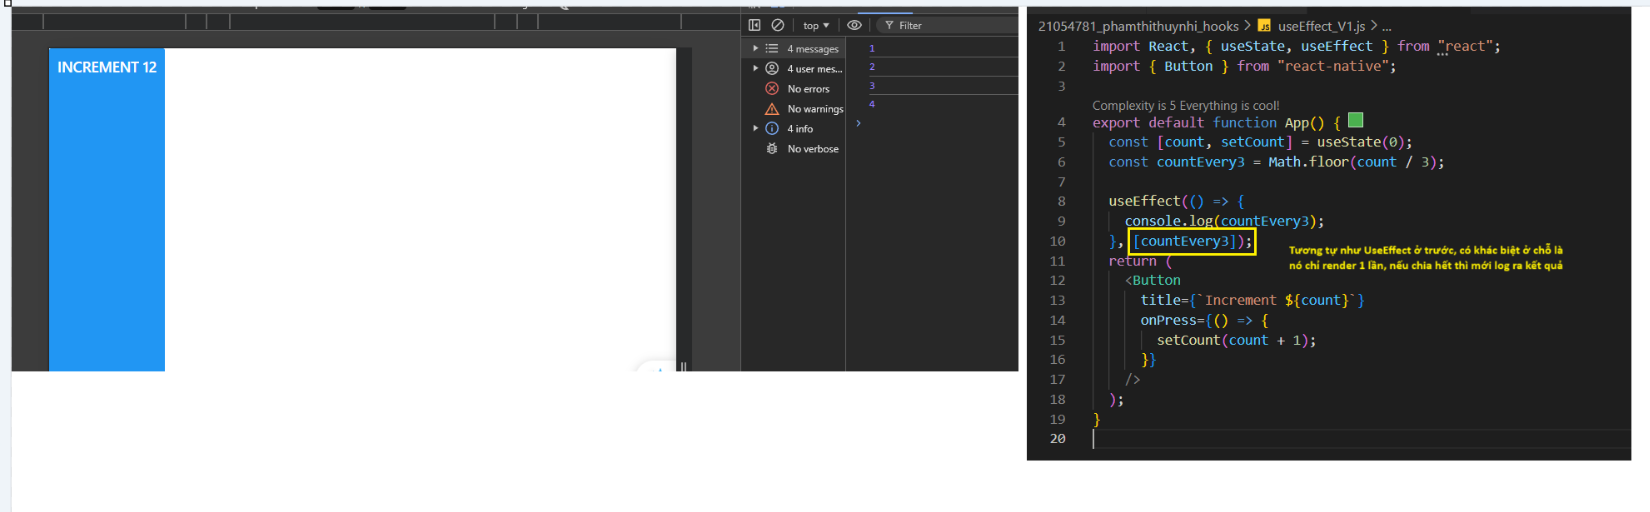 INCREMENT 12
top ▾
Filter
4 messages
4 user mes...
No errors
No warnings
4 info
No verbose
1
2
3
4
21054781_phamthithuynhi_hooks > JS useEffect_V1.js > ...
1 import React, { useState, useEffect } from "react";
2 import { Button } from "react-native";
3
Complexity is 5 Everything is cool!
4 export default function App() {
5 const [count, setCount] = useState(0);
6 const countEvery3 = Math.floor(count / 3);
7
8 useEffect(() => {
9 console.log(countEvery3);
10 }, [countEvery3]);
11 return (
12 <Button
13 title={`Increment ${count}`}
14 onPress={() => {
15 setCount(count + 1);
16 }}
17 />
18 );
19 }
20
Tương tự như UseEffect ở trước, có khác biệt ở chỗ là
nó chỉ render 1 lần, nếu chia hết thì mới log ra kết quả